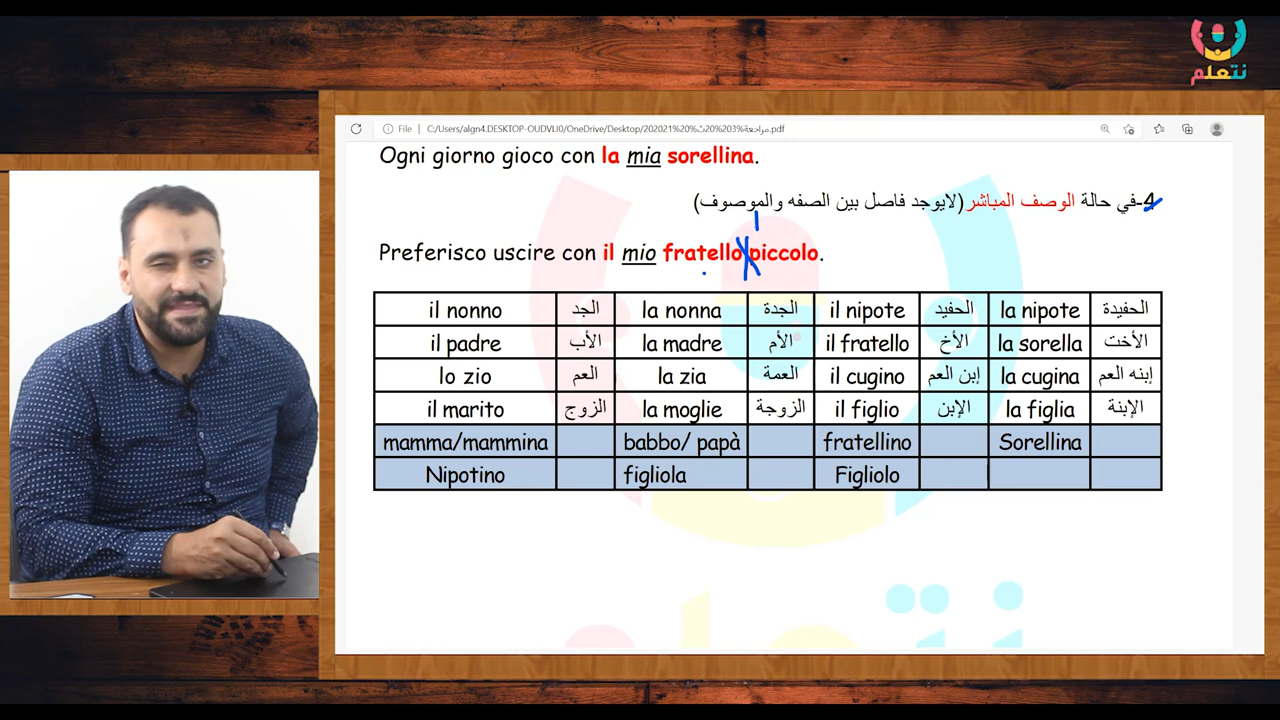 نتعلم
File C:/Users/algn4.DESKTOP-OUDVLI0/OneDrive/Desktop/202021%20%ث20%203%مراجعة.pdf
Ogni giorno gioco con la mia sorellina.
4-في حالة الوصف المباشر(لايوجد فاصل بين الصفه والموصوف)
Preferisco uscire con il mio fratello piccolo.
il nonno الجد la nonna الجدة il nipote الحفيد la nipote الحفيدة
il padre الأب la madre الأم il fratello الأخ la sorella الأخت
lo zio العم la zia العمة il cugino إبن العم la cugina إبنه العم
il marito الزوج la moglie الزوجة il figlio الإبن la figlia الإبنة
mamma/mammina babbo/ papà fratellino Sorellina
Nipotino figliola Figliolo